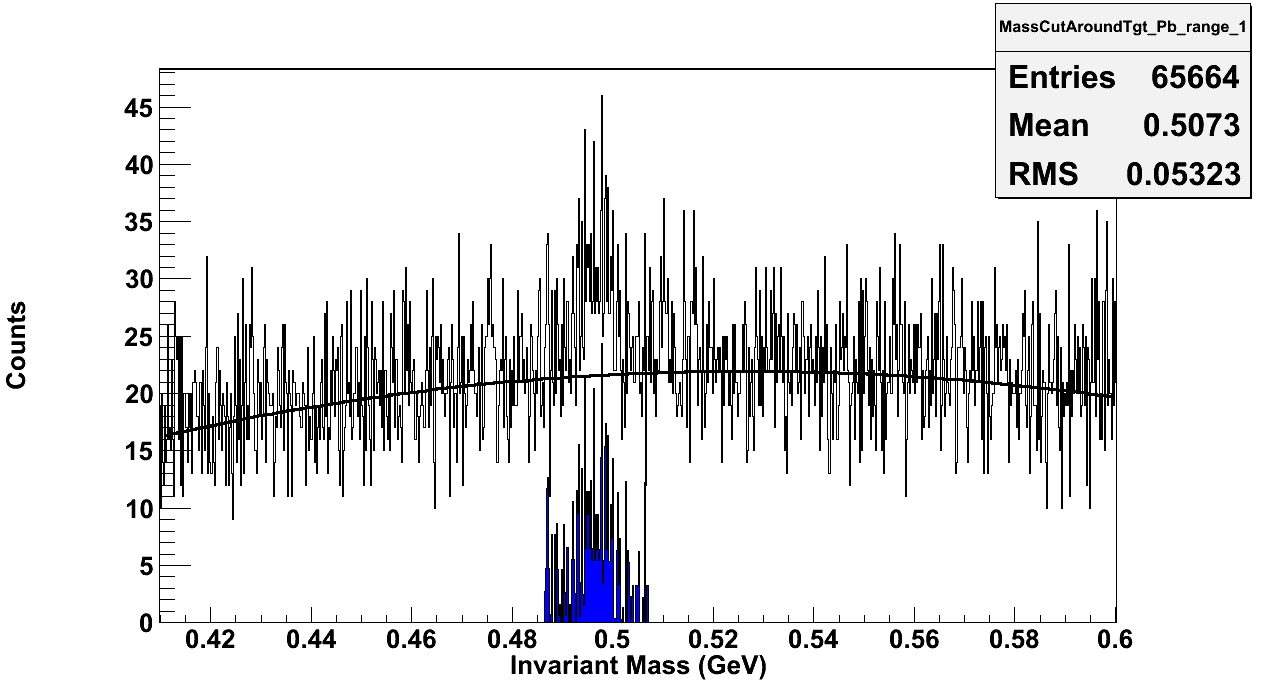 MassCutAroundTgt_Pb_range_1
Entries 65664
Mean 0.5073
RMS 0.05323
45
40
35
30
25
20
15
10
5
0
Counts
0.42 0.44 0.46 0.48 0.5 0.52 0.54 0.56 0.58 0.6
Invariant Mass (GeV)